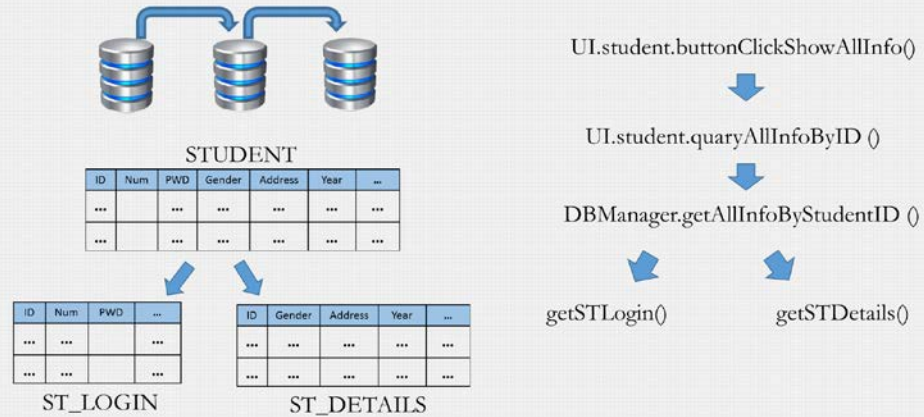 STUDENT
ID Num PWD Gender Address Year ...
... ... ... ... ... ...
... ... ... ... ... ...
ID Num PWD ...
... ... ...
... ... ...
ST_LOGIN
ID Gender Address Year ...
... ... ... ... ...
... ... ... ... ...
ST_DETAILS
UI.student.buttonClickShowAllInfo()
UI.student.quaryAllInfoByID ()
DBManager.getAllInfoByStudentID ()
getSTLogin() getSTDetails()